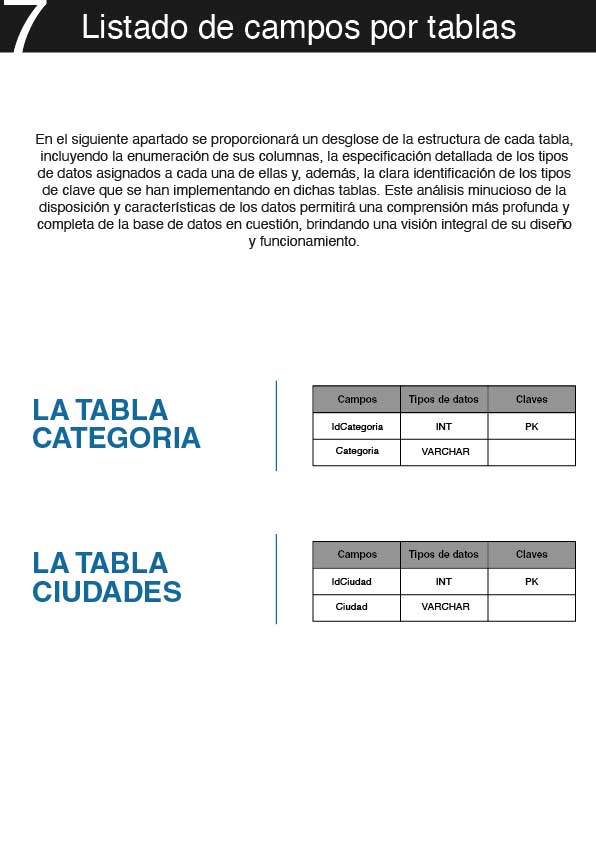 7
Listado de campos por tablas
En el siguiente apartado se proporcionará un desglose de la estructura de cada tabla,
incluyendo la enumeración de sus columnas, la especificación detallada de los tipos
de datos asignados a cada una de ellas y, además, la clara identificación de los tipos
de clave que se han implementando en dichas tablas. Este análisis minucioso de la
disposición y características de los datos permitirá una comprensión más profunda y
completa de la base de datos en cuestión, brindando una visión integral de su diseño
y funcionamiento.
LA TABLA
CATEGORIA
Campos Tipos de datos Claves
IdCategoria INT PK
Categoria VARCHAR
LA TABLA
CIUDADES
Campos Tipos de datos Claves
IdCiudad INT PK
Ciudad VARCHAR